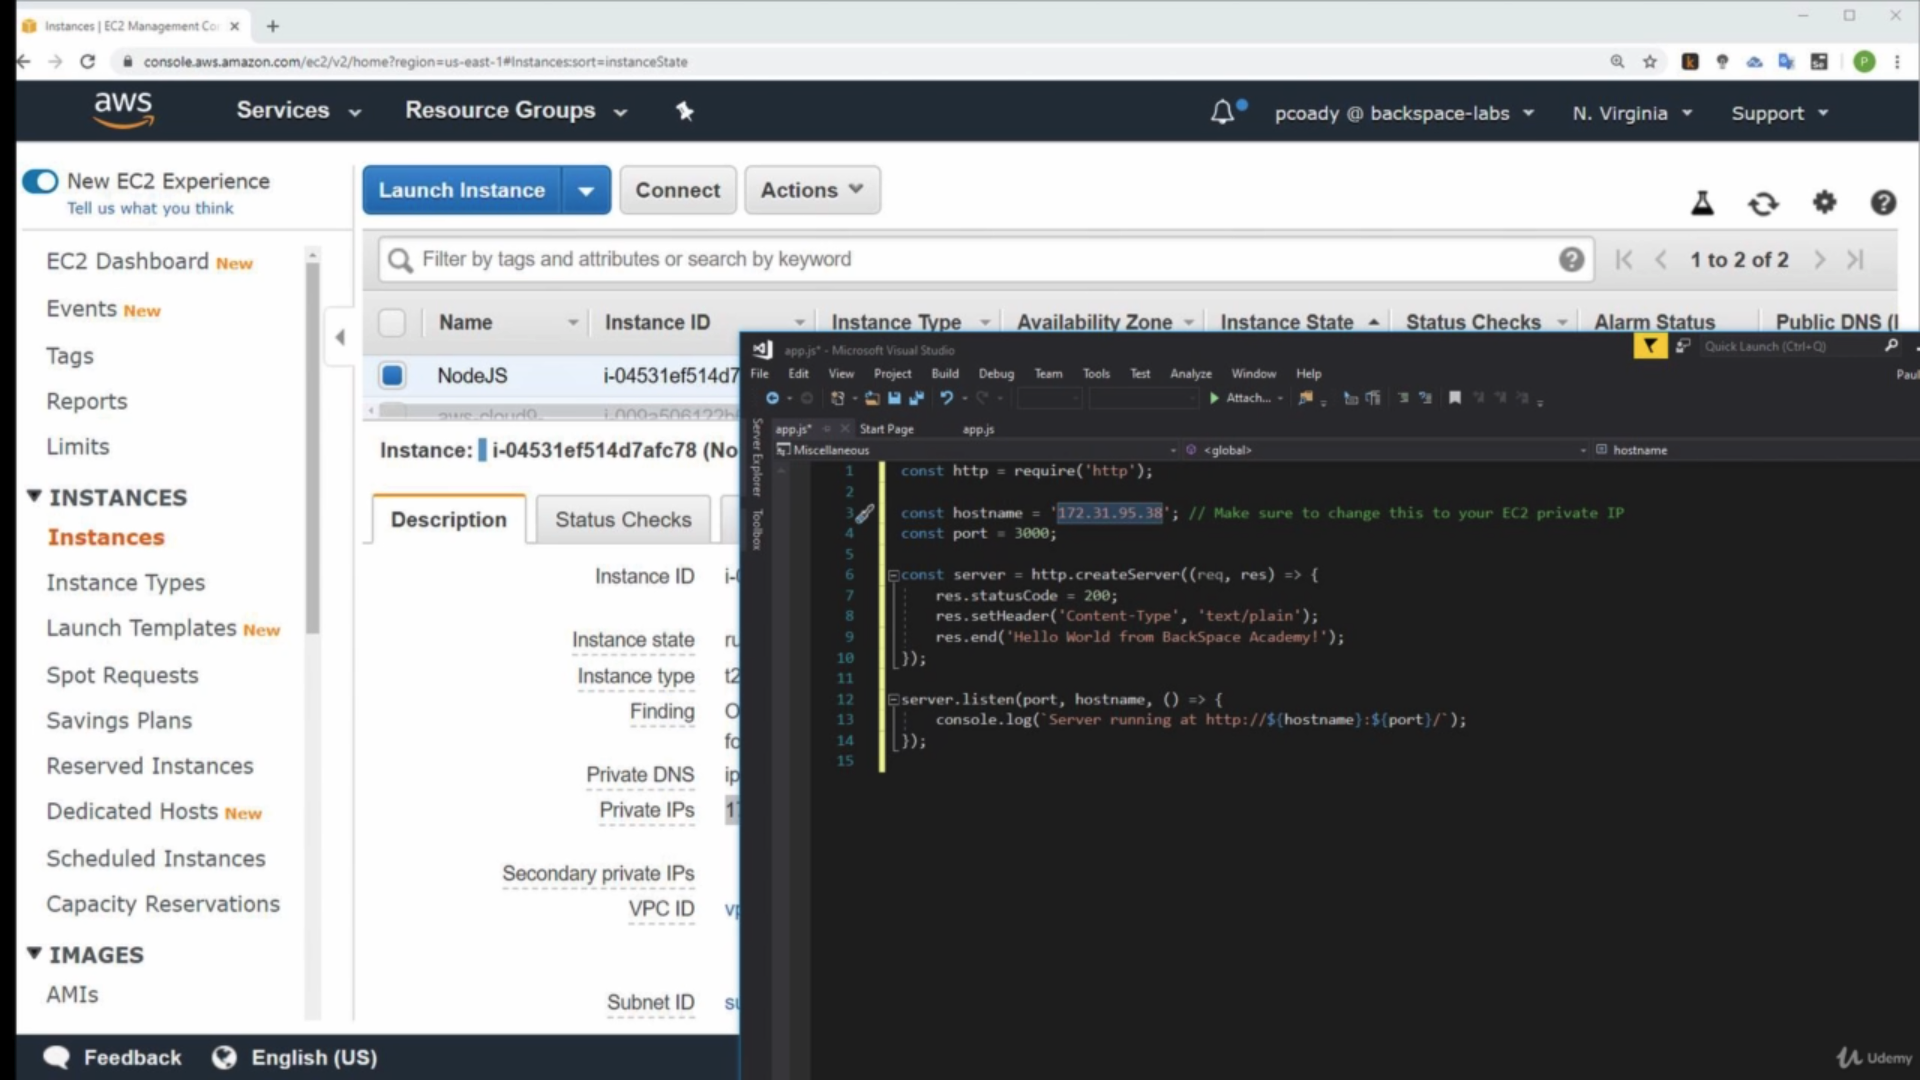 Instances | EC2 Management Co
console.aws.amazon.com/ec2/v2/home?region=us-east-1#Instances:sort=instanceState
aws
Services
Resource Groups
pcoady @ backspace-labs
N. Virginia
Support
New EC2 Experience
Tell us what you think
EC2 Dashboard New
Events New
Tags
Reports
Limits
INSTANCES
Instances
Instance Types
Launch Templates New
Spot Requests
Savings Plans
Reserved Instances
Dedicated Hosts New
Scheduled Instances
Capacity Reservations
IMAGES
AMIs
Launch Instance
Connect
Actions
Filter by tags and attributes or search by keyword
1 to 2 of 2
Name
Instance ID
Instance Type
Availability Zone
Instance State
Status Checks
Alarm Status
Public DNS (I
NodeJS
i-04531ef514d7
aws-cloud9-
i-009a506122b
Instance: i-04531ef514d7afc78 (No
Description
Status Checks
Instance ID
Instance state
ru
Instance type
t2
Finding
O
fo
Private DNS
ip
Private IPs
17
Secondary private IPs
VPC ID
vp
Subnet ID
su
app.js* - Microsoft Visual Studio
Quick Launch (Ctrl+Q)
File Edit View Project Build Debug Team Tools Test Analyze Window Help
Paul
Attach...
Server Explorer
Toolbox
app.js*
Start Page
app.js
Miscellaneous
<global>
hostname
1 const http = require('http');
2
3 const hostname = '172.31.95.38'; // Make sure to change this to your EC2 private IP
4 const port = 3000;
5
6 const server = http.createServer((req, res) => {
7 res.statusCode = 200;
8 res.setHeader('Content-Type', 'text/plain');
9 res.end('Hello World from BackSpace Academy!');
10 });
11
12 server.listen(port, hostname, () => {
13 console.log(`Server running at http://${hostname}:${port}/`);
14 });
15
Feedback
English (US)
Udemy